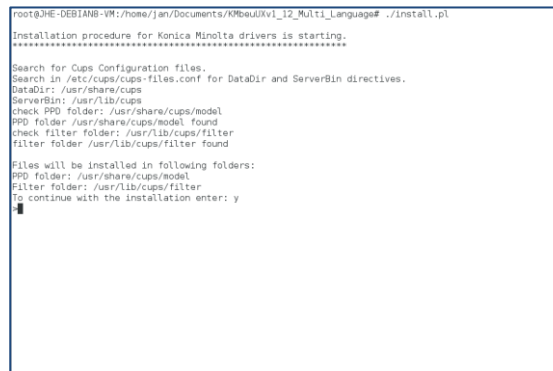 root@JHE-DEBIAN8-VM:/home/jan/Documents/KMbeuUXv1_12_Multi_Language# ./install.pl
Installation procedure for Konica Minolta drivers is starting.
***************************************************************
Search for Cups Configuration files.
Search in /etc/cups/cups-files.conf for DataDir and ServerBin directives.
DataDir: /usr/share/cups
ServerBin: /usr/lib/cups
check PPD folder: /usr/share/cups/model
PPD folder /usr/share/cups/model found
check filter folder: /usr/lib/cups/filter
filter folder /usr/lib/cups/filter found
Files will be installed in following folders:
PPD folder: /usr/share/cups/model
Filter folder: /usr/lib/cups/filter
To continue with the installation enter: y
>